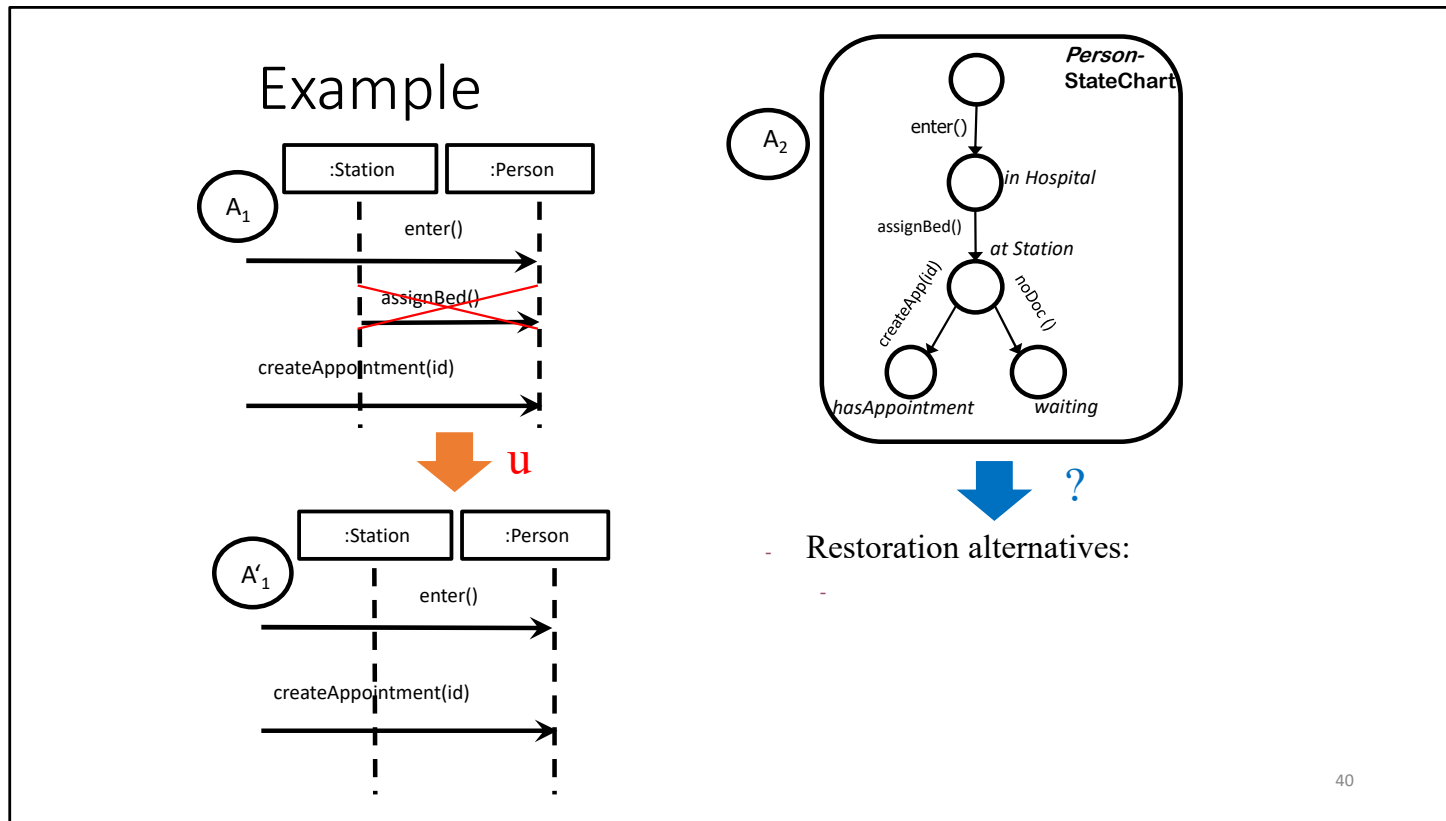 Example
:Station
:Person
A1
enter()
assignBed()
createAppointment(id)
u
:Station
:Person
A‘1
enter()
createAppointment(id)
Person-
StateChart
A2
enter()
in Hospital
assignBed()
at Station
createApp(id)
noDoc ()
hasAppointment
waiting
?
- Restoration alternatives:
-
40